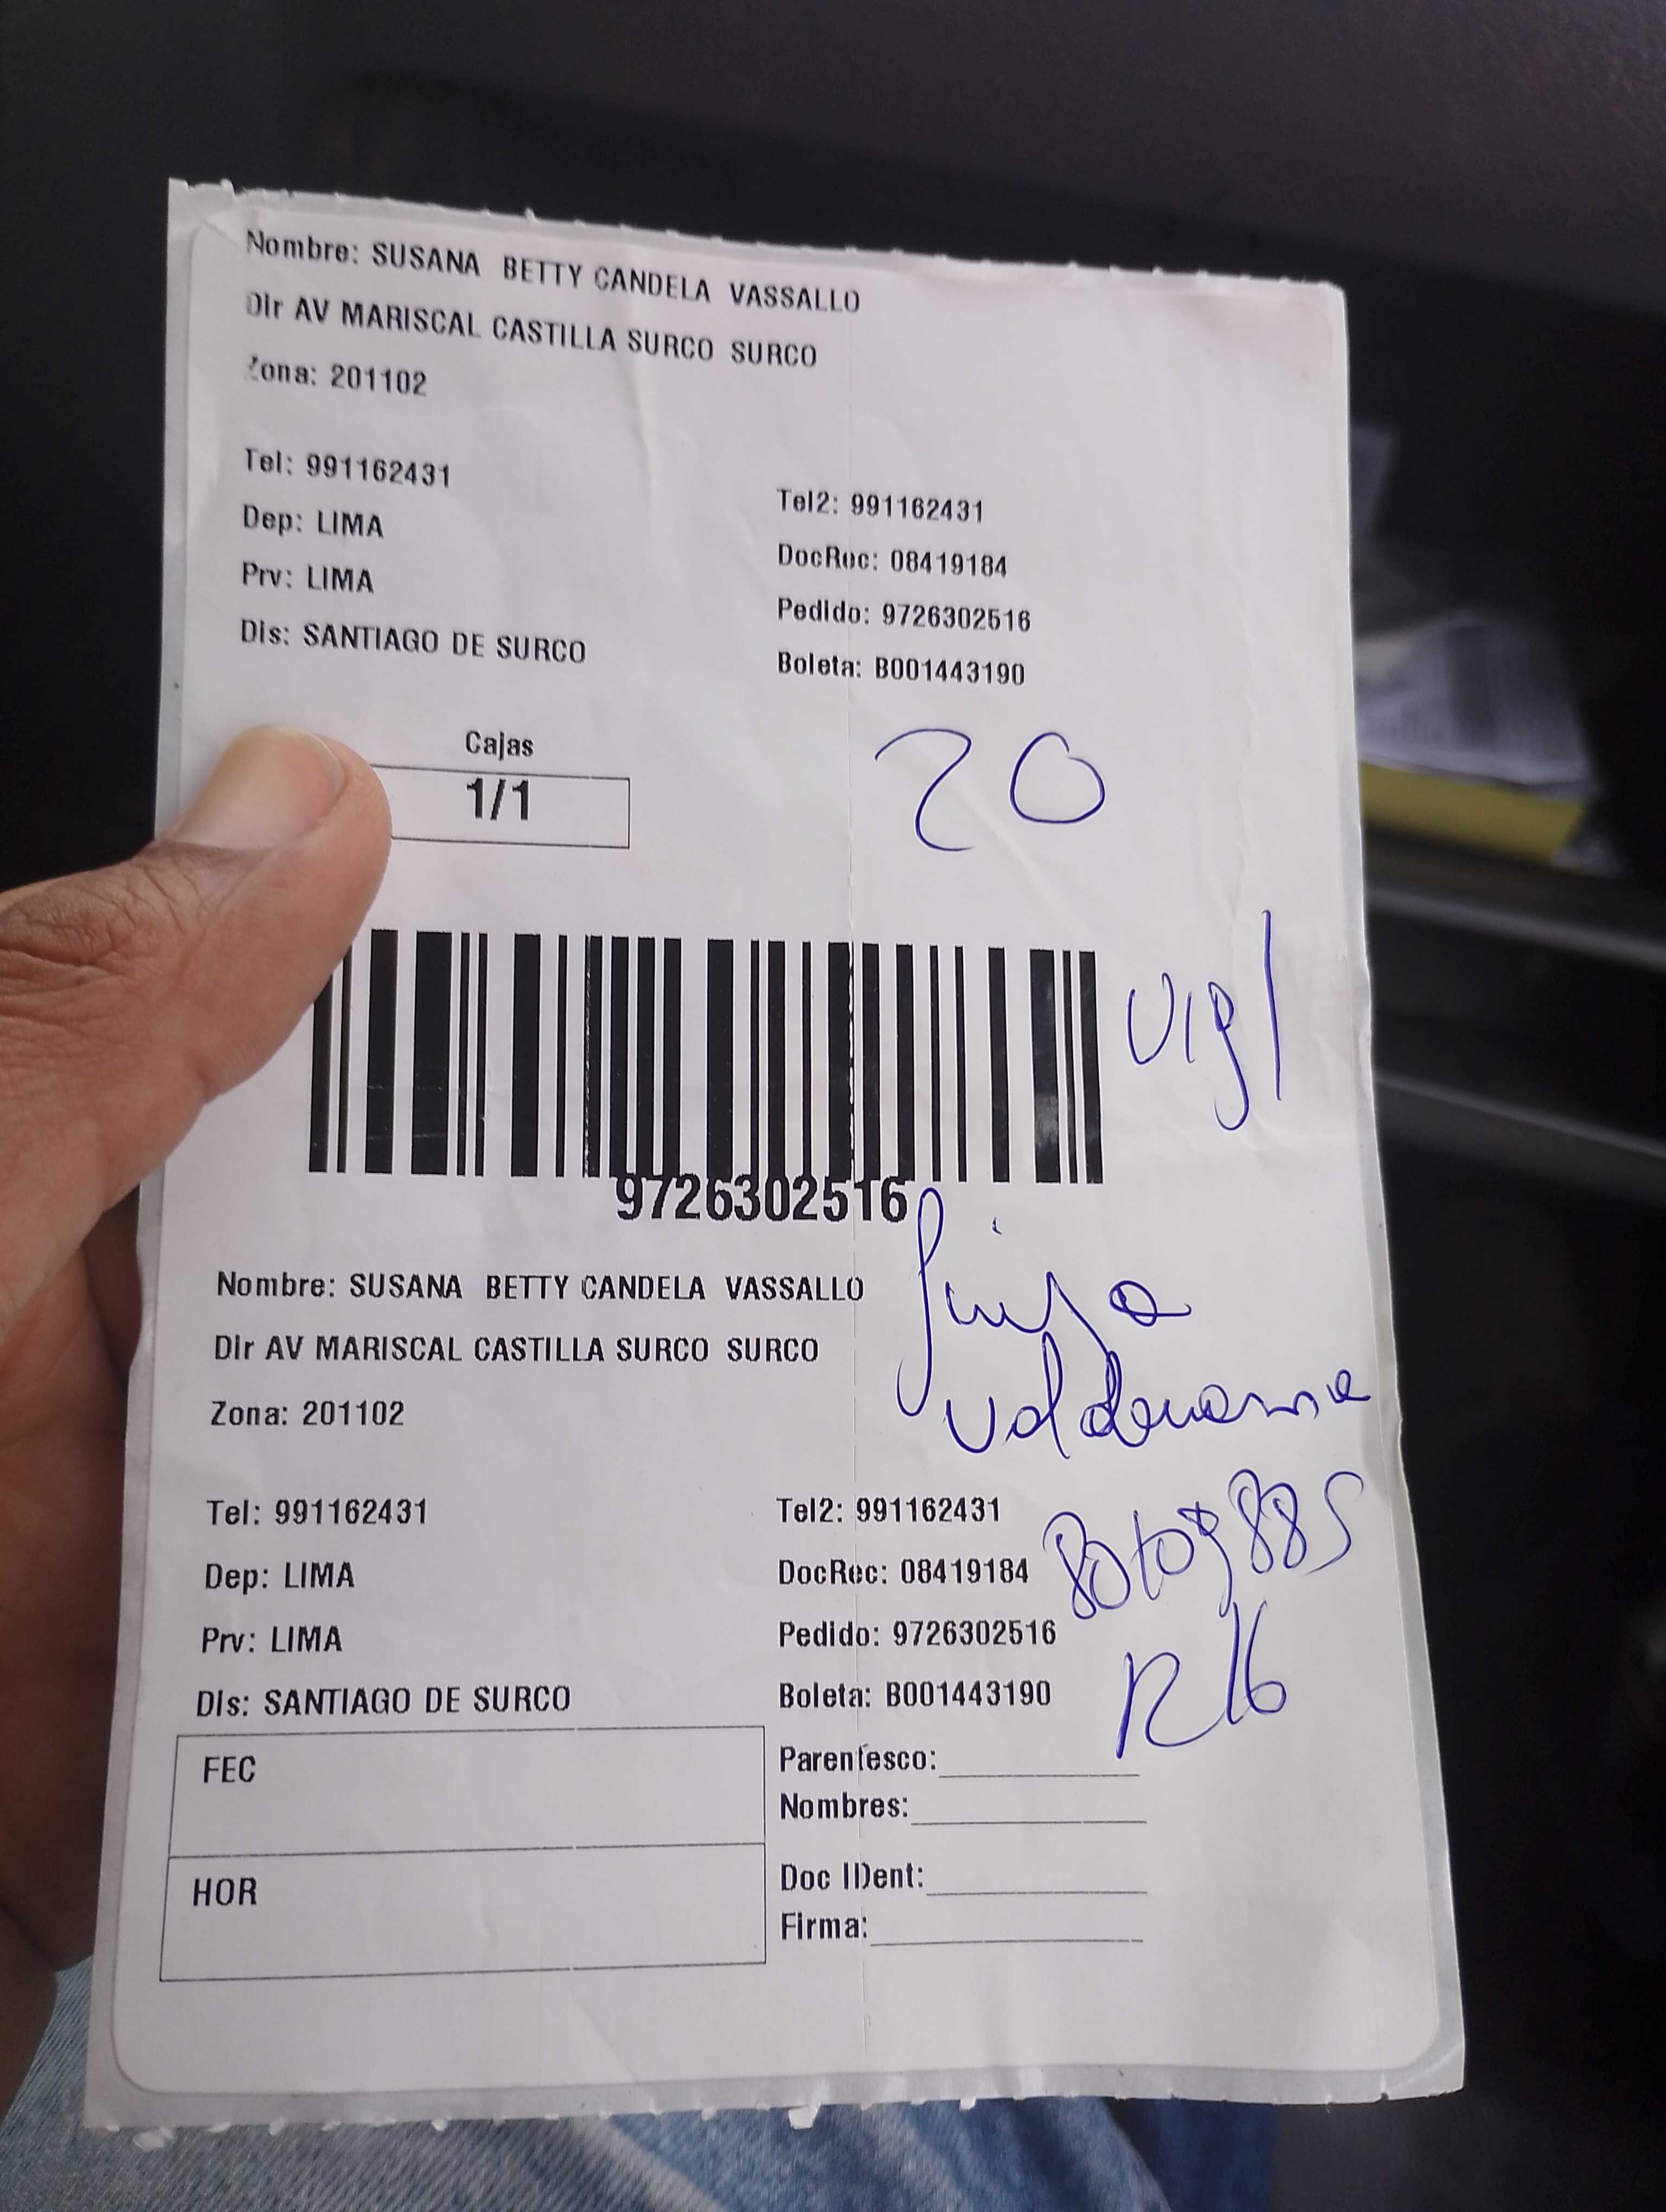 Nombre: SUSANA BETTY CANDELA VASSALLO
Dir AV MARISCAL CASTILLA SURCO SURCO
Zona: 201102
Tel: 991162431
Tel2: 991162431
Dep: LIMA
DocRec: 08419184
Prv: LIMA
Pedido: 9726302516
Dis: SANTIAGO DE SURCO
Boleta: B001443190
Cajas
1/1
20
Vigl
9726302516
Nombre: SUSANA BETTY CANDELA VASSALLO
Luisa
Dir AV MARISCAL CASTILLA SURCO SURCO
Zona: 201102
Tel: 991162431
Tel2: 991162431
Dep: LIMA
DocRec: 08419184
Prv: LIMA
Pedido: 9726302516
Dis: SANTIAGO DE SURCO
Boleta: B001443190
FEC
Parentesco:
Nombres:
HOR
Doc IDent:
Firma: